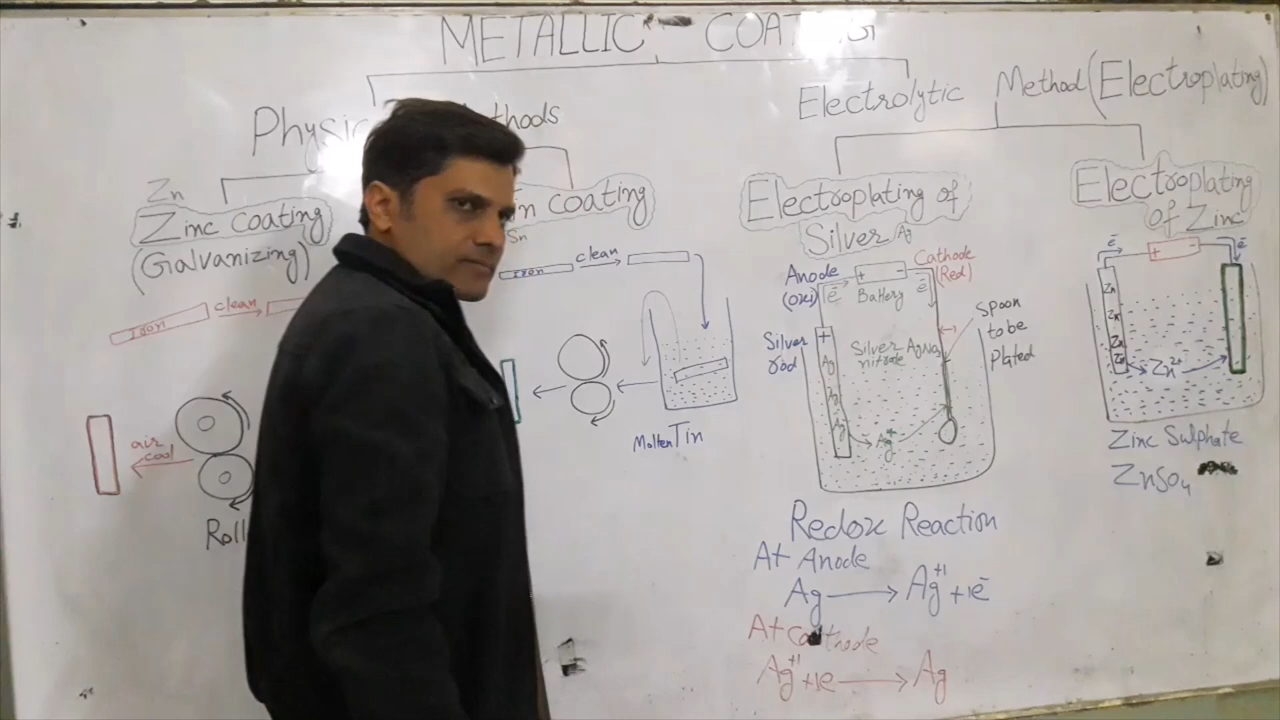 METALLIC COATING
Physic thods
Electrolytic Method (Electroplating)
Zn
Zinc coating
(Galvanizing)
Iron clean
air
cool
Roll
n coating
Sn
Iron clean
Molten Tin
Electroplating of
Silver Ag
Anode
(oxi)
ē
+ -
Battery
ē
Cathode
(Red)
Silver
rod
+
Ag
Ag
Ag
Silver AgNO3
nitrate
Ag+
spoon
to be
plated
Redox Reaction
At Anode
Ag → Ag+1 + 1ē
At Cathode
Ag+1 + 1e → Ag
Electroplating
of Zinc
ē
+ -
ē
Zn
Zn
Zn
Zn
Zn2+
Zinc Sulphate
ZnSO4